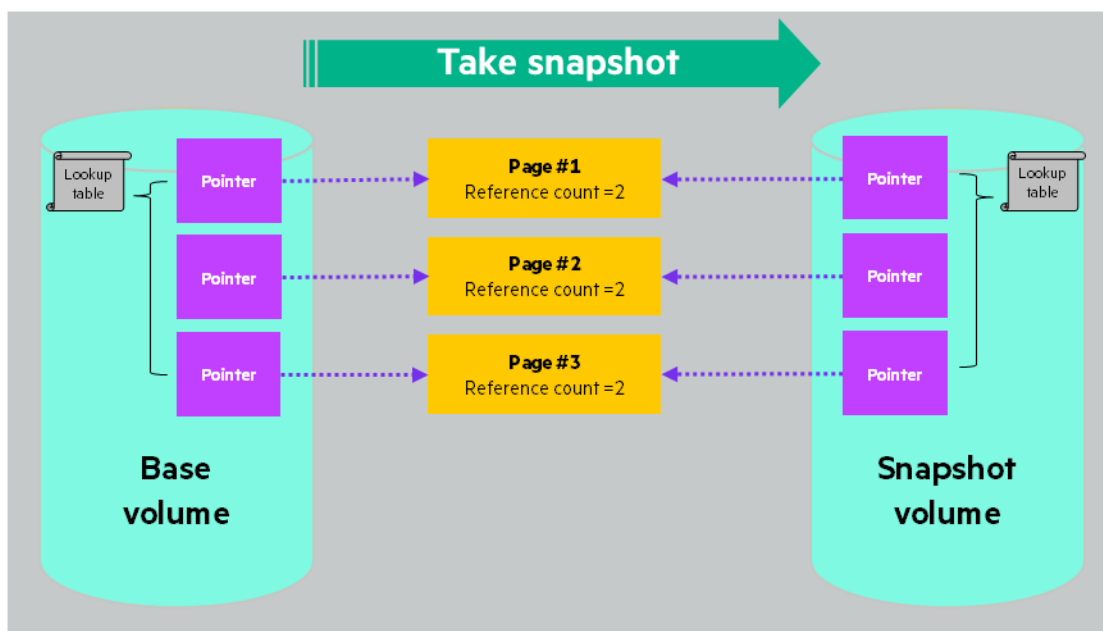 Take snapshot
Lookup
table
Pointer
Page #1
Reference count =2
Pointer
Lookup
table
Pointer
Page #2
Reference count =2
Pointer
Pointer
Page #3
Reference count =2
Pointer
Base
volume
Snapshot
volume